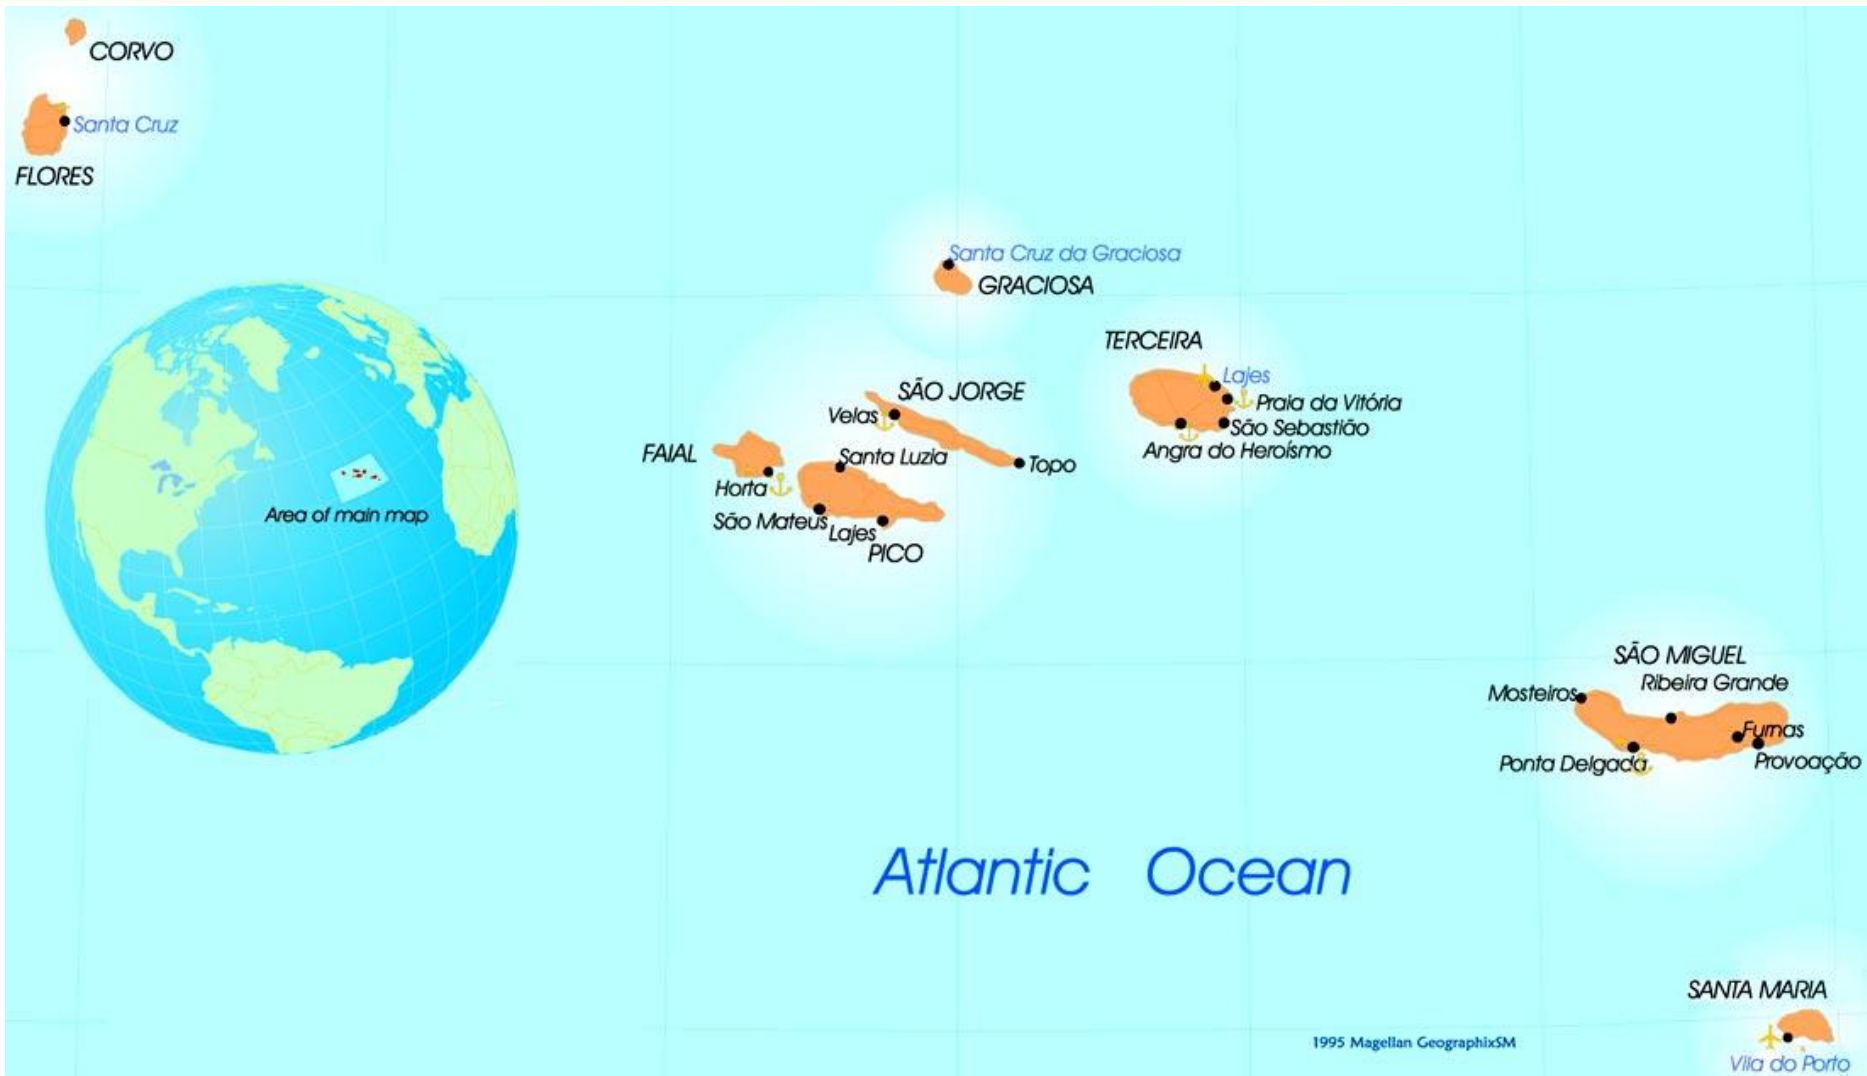 CORVO
Santa Cruz
FLORES
Santa Cruz da Graciosa
GRACIOSA
TERCEIRA
Lajes
Praia da Vitória
São Sebastião
Angra do Heroísmo
SÃO JORGE
Velas
Topo
FAIAL
Horta
Santa Luzia
São Mateus
Lajes
PICO
Area of main map
SÃO MIGUEL
Ribeira Grande
Mosteiros
Furnas
Ponta Delgada
Provoação
Atlantic Ocean
SANTA MARIA
Vila do Porto
1995 Magellan GeographixSM